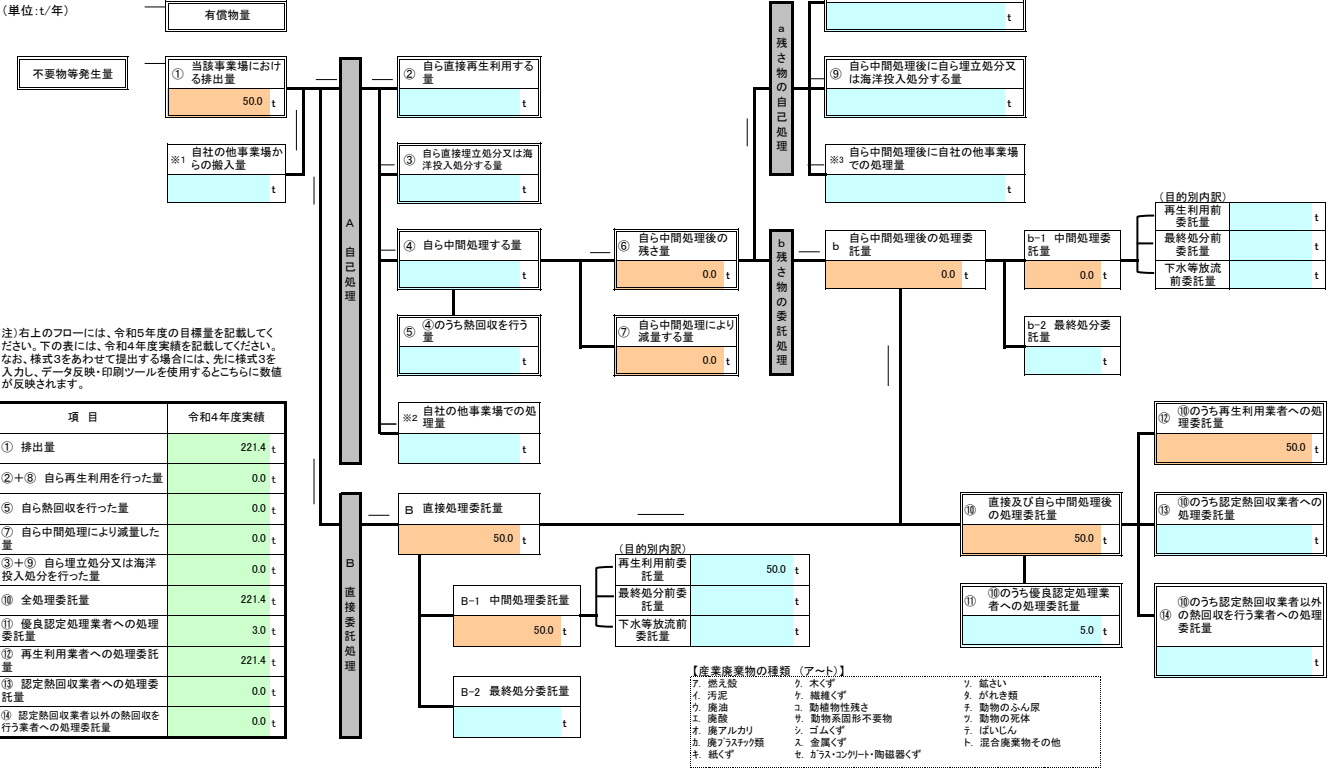 (単位:t/年)
有償物量
t
不要物等発生量
① 当該事業場におけ
る排出量
50.0 t
※1 自社の他事業場か
らの搬入量
t
A 自己処理
② 自ら直接再生利用する
量
t
③ 自ら直接埋立処分又は海
洋投入処分する量
t
④ 自ら中間処理する量
t
⑤ ④のうち熱回収を行う
量
t
※2 自社の他事業場での処
理量
t
⑥ 自ら中間処理後の
残さ量
0.0 t
⑦ 自ら中間処理により
減量する量
0.0 t
a 残さ物の自己処理
⑨ 自ら中間処理後に自ら埋立処分又
は海洋投入処分する量
t
※3 自ら中間処理後に自社の他事業場
での処理量
t
b 残さ物の委託処理
b 自ら中間処理後の処理委
託量
0.0 t
b-1 中間処理委
託量
0.0 t
b-2 最終処分委
託量
t
(目的別内訳)
再生利用前
委託量
t
最終処分前
委託量
t
下水等放流
前委託量
t
注)右上のフローには、令和5年度の目標量を記載してく
ださい。下の表には、令和4年度実績を記載してください。
なお、様式3をあわせて提出する場合には、先に様式3を
入力し、データ反映・印刷ツールを使用するとこちらに数値
が反映されます。
項 目 令和4年度実績
① 排出量 221.4 t
②+⑧ 自ら再生利用を行った量 0.0 t
⑤ 自ら熱回収を行った量 0.0 t
⑦ 自ら中間処理により減量した
量 0.0 t
③+⑨ 自ら埋立処分又は海洋
投入処分を行った量 0.0 t
⑩ 全処理委託量 221.4 t
⑪ 優良認定処理業者への処理
委託量 3.0 t
⑫ 再生利用業者への処理委託
量 221.4 t
⑬ 認定熱回収業者への処理委
託量 0.0 t
⑭ 認定熱回収業者以外の熱回収を
行う業者への処理委託量 0.0 t
B 直接委託処理
B 直接処理委託量
50.0 t
B-1 中間処理委託量
50.0 t
B-2 最終処分委託量
t
(目的別内訳)
再生利用前委
託量
50.0 t
最終処分前委
託量
t
下水等放流前
委託量
t
⑩ 直接及び自ら中間処理後
の処理委託量
50.0 t
⑪ ⑩のうち優良認定処理業
者への処理委託量
5.0 t
⑫ ⑩のうち再生利用業者への処
理委託量
50.0 t
⑬ ⑩のうち認定熱回収業者への
処理委託量
t
⑭ ⑩のうち認定熱回収業者以外
の熱回収を行う業者への処理
委託量
t
【産業廃棄物の種類 (ア~ト)】
ア. 燃え殻 ク. 木くず ソ. 鉱さい
イ. 汚泥 ケ. 繊維くず タ. がれき類
ウ. 廃油 コ. 動植物性残さ チ. 動物のふん尿
エ. 廃酸 サ. 動物系固形不要物 ツ. 動物の死体
オ. 廃アルカリ シ. ゴムくず テ. ばいじん
カ. 廃プラスチック類 ス. 金属くず ト. 混合廃棄物その他
キ. 紙くず セ. ガラス・コンクリート・陶磁器くず